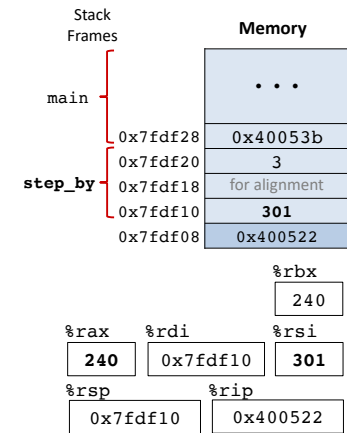 Stack
Frames
Memory
• • •
main
0x7fdf28 0x40053b
0x7fdf20 3
step_by 0x7fdf18 for alignment
0x7fdf10 301
0x7fdf08 0x400522
%rbx
240
%rax %rdi %rsi
240 0x7fdf10 301
%rsp %rip
0x7fdf10 0x400522